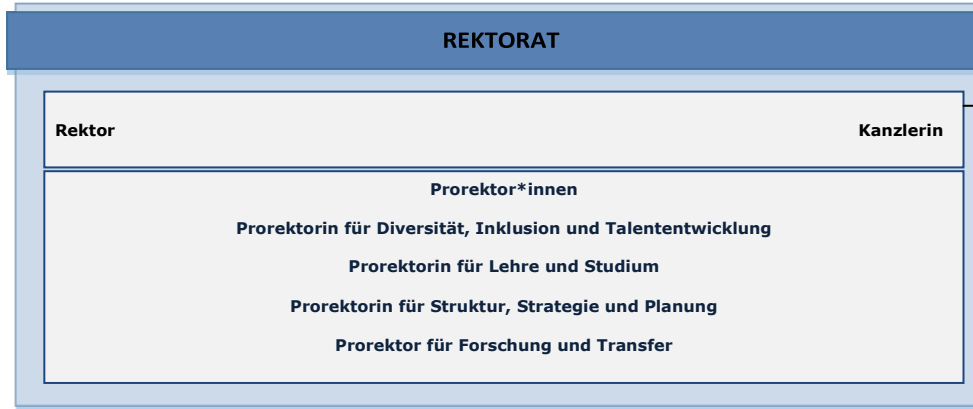 REKTORAT
Rektor Kanzlerin
Prorektor*innen
Prorektorin für Diversität, Inklusion und Talententwicklung
Prorektorin für Lehre und Studium
Prorektorin für Struktur, Strategie und Planung
Prorektor für Forschung und Transfer